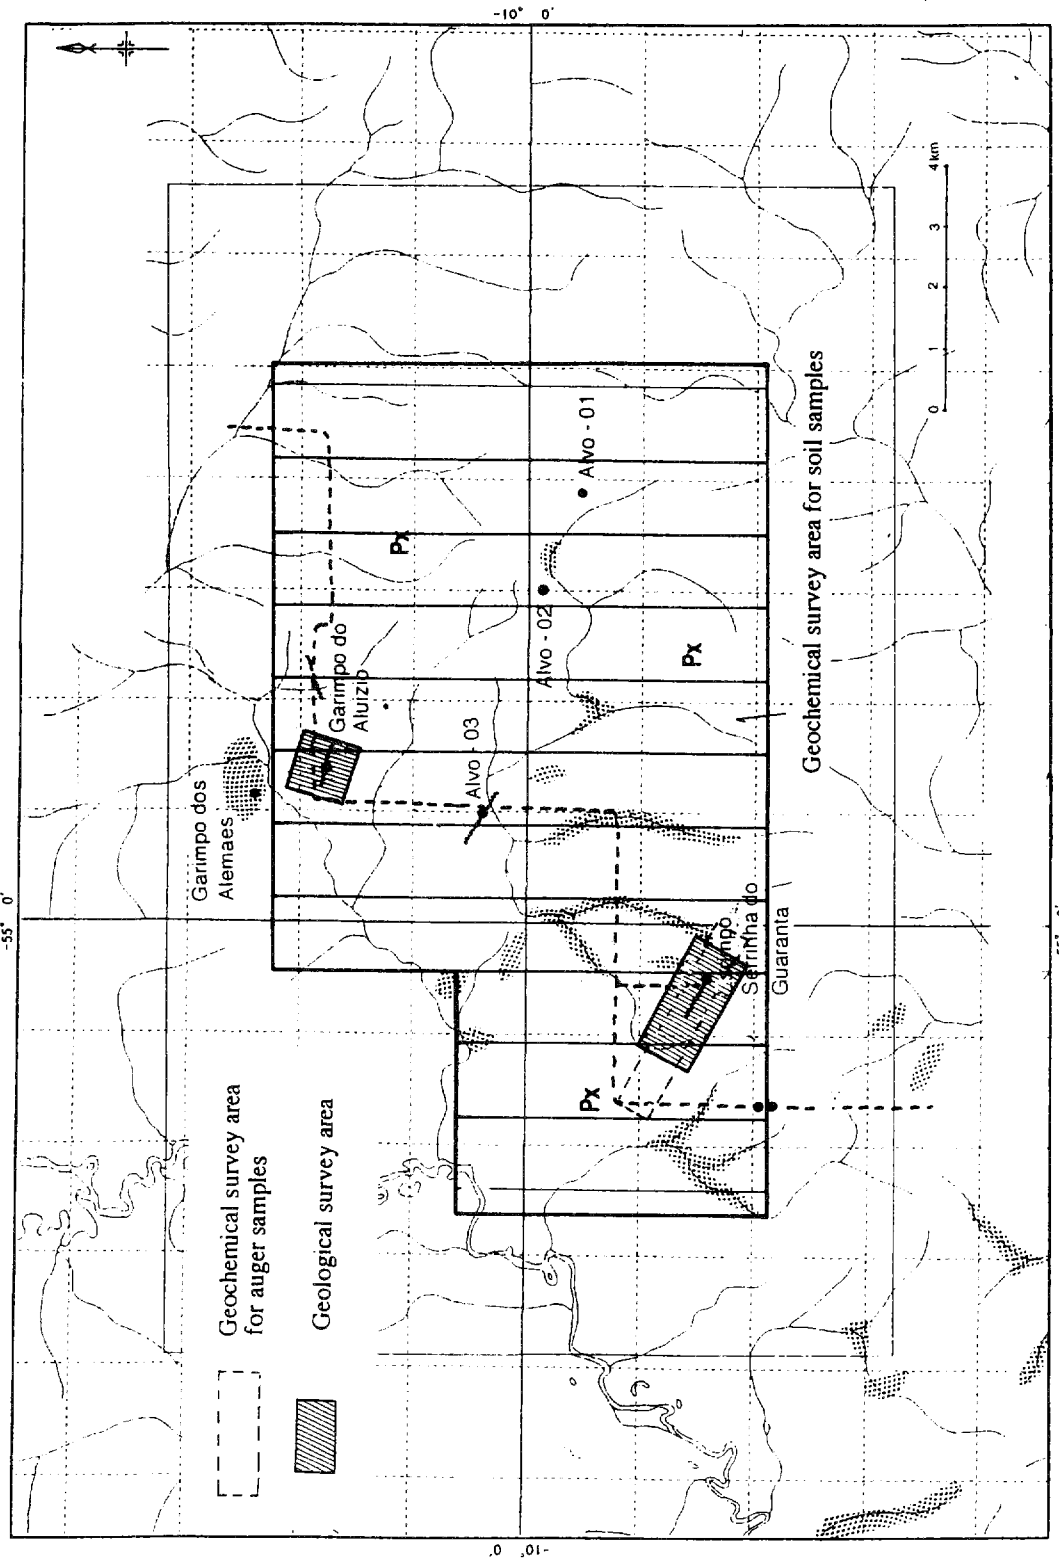 -10° 0'
-55° 0'
Garimpo dos
Alemaes
Garimpo do
Aluizio
Px
Alvo - 01
Alvo - 02
Alvo - 03
Px
Px
Serrinha do
Guaranta
Geochemical survey area for soil samples
0 1 2 3 4km
Geochemical survey area
for auger samples
Geological survey area
-10° 0'